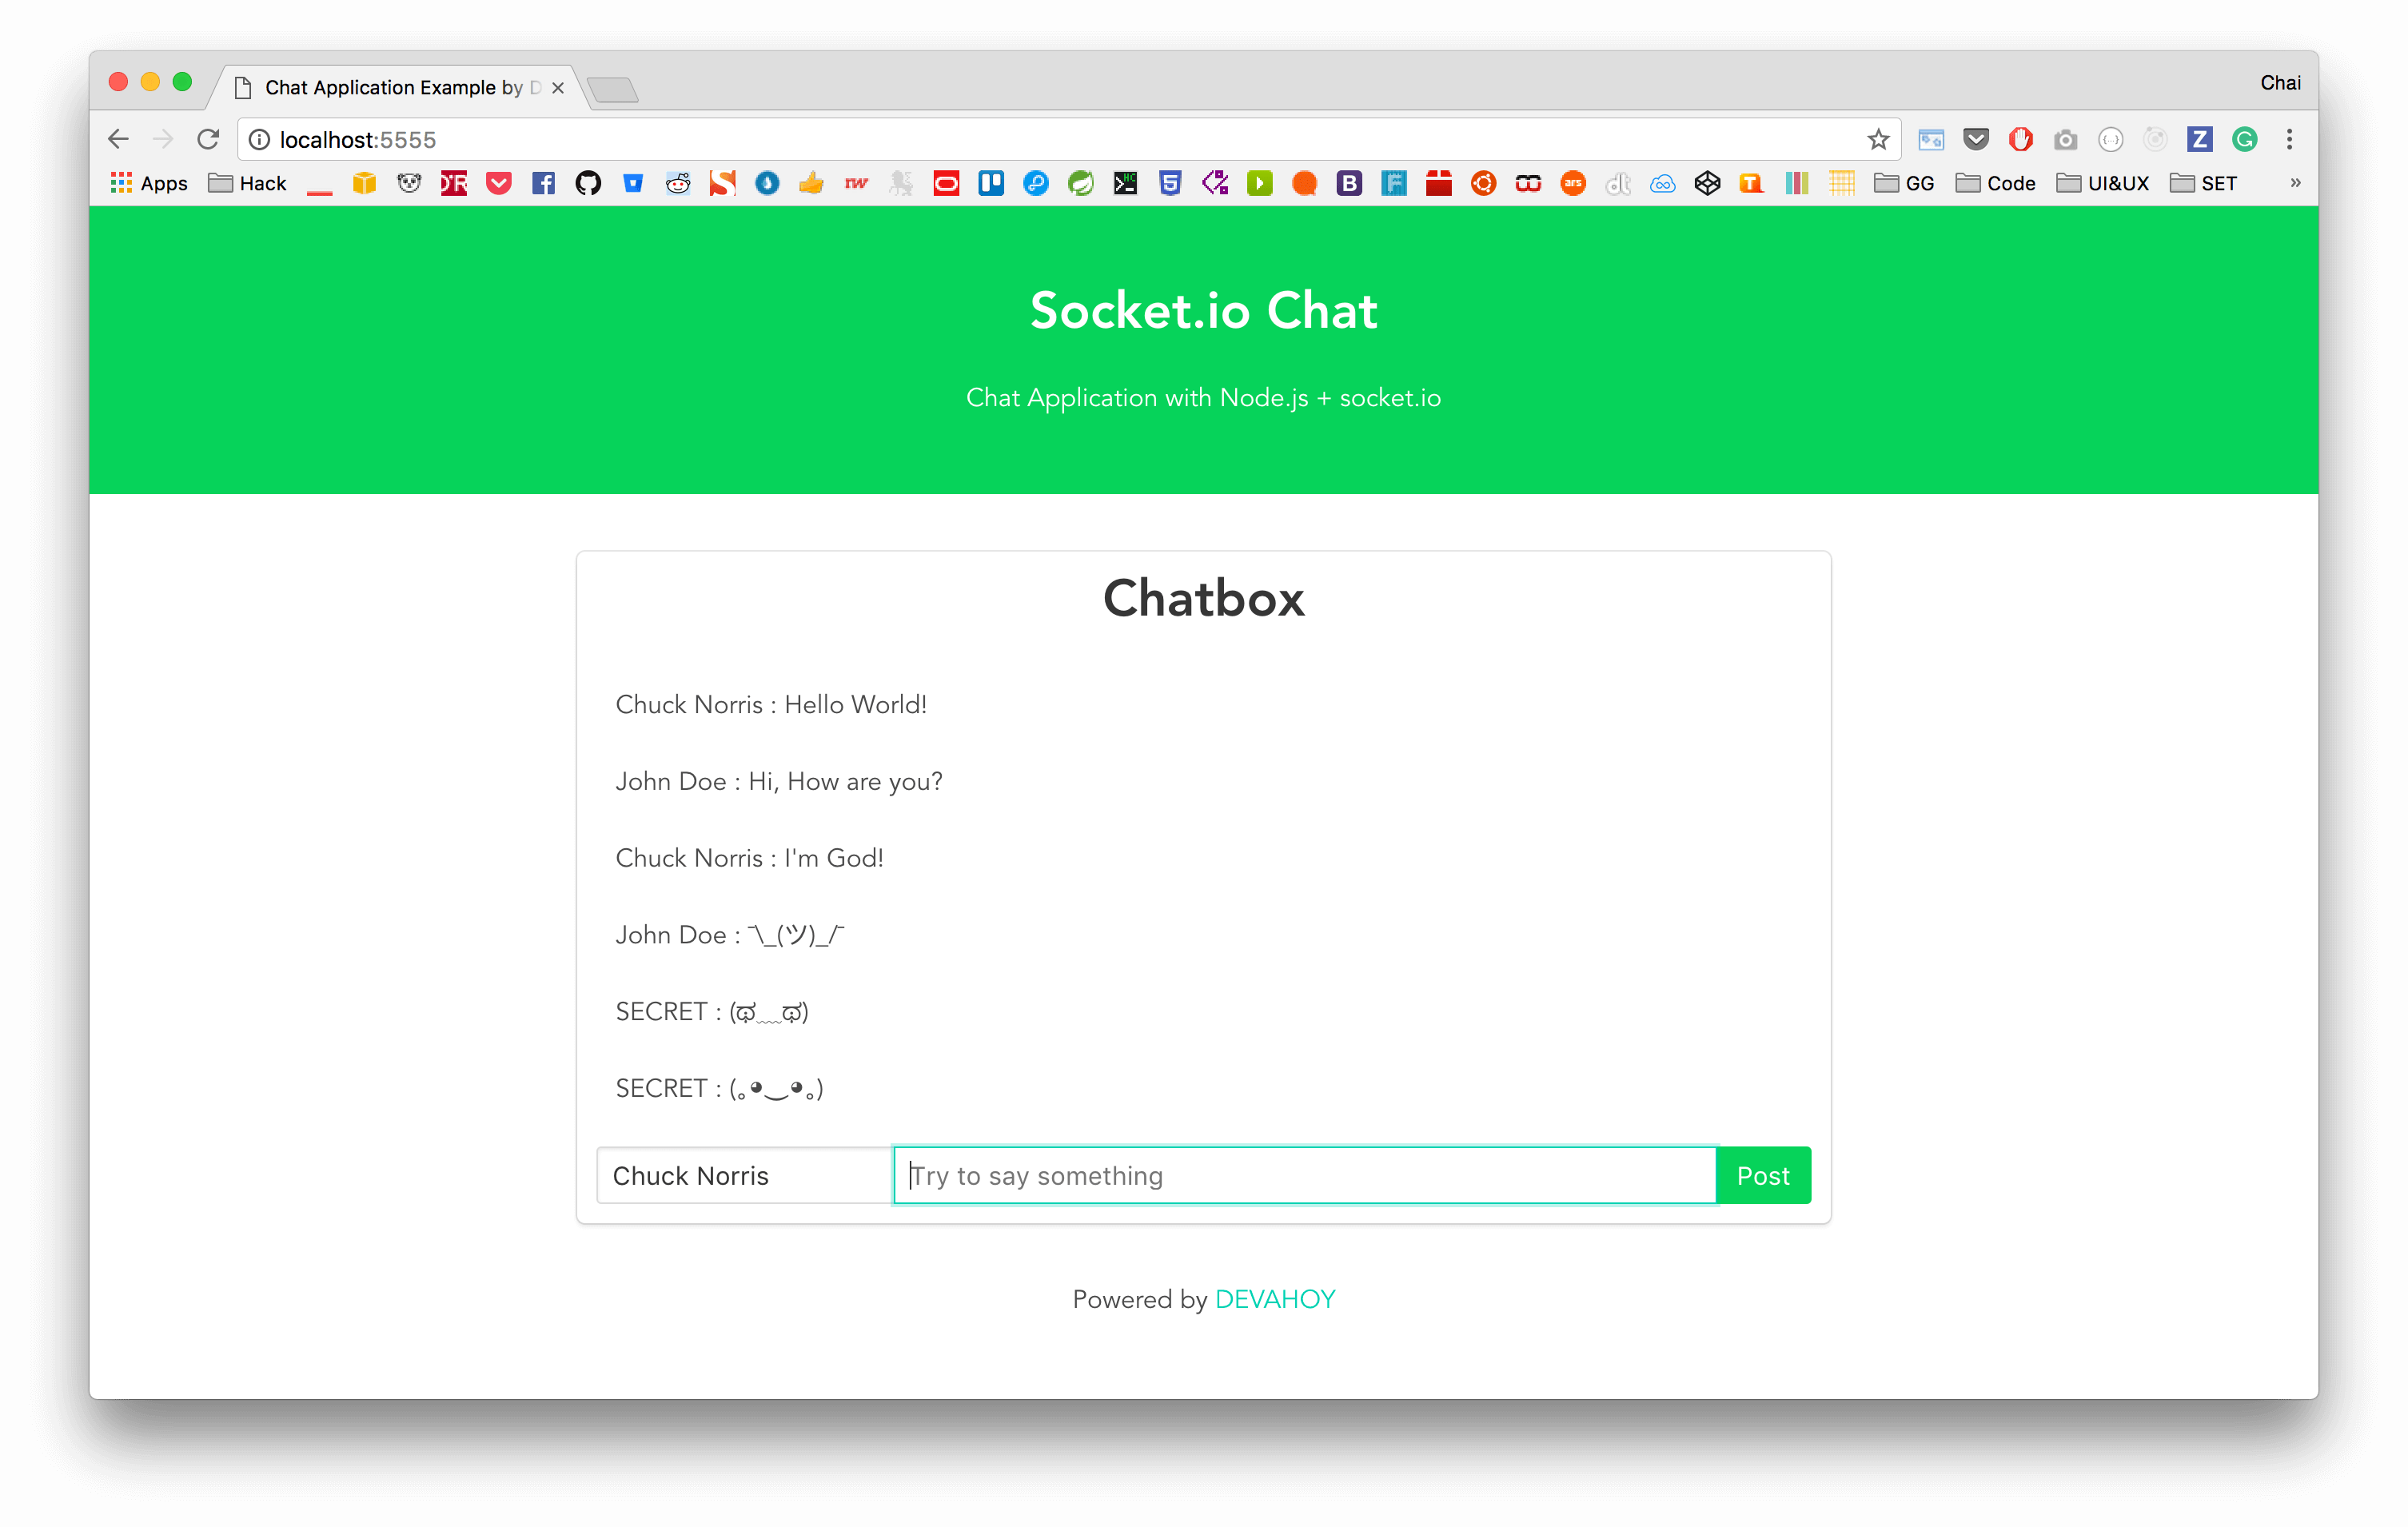 Chat Application Example by D
Chai
localhost:5555
Apps Hack GG Code UI&UX SET »
Socket.io Chat
Chat Application with Node.js + socket.io
Chatbox
Chuck Norris : Hello World!
John Doe : Hi, How are you?
Chuck Norris : I'm God!
John Doe : ¯\_(ツ)_/¯
SECRET : (ಥ﹏ಥ)
SECRET : (｡◕‿◕｡)
Chuck Norris Try to say something Post
Powered by DEVAHOY